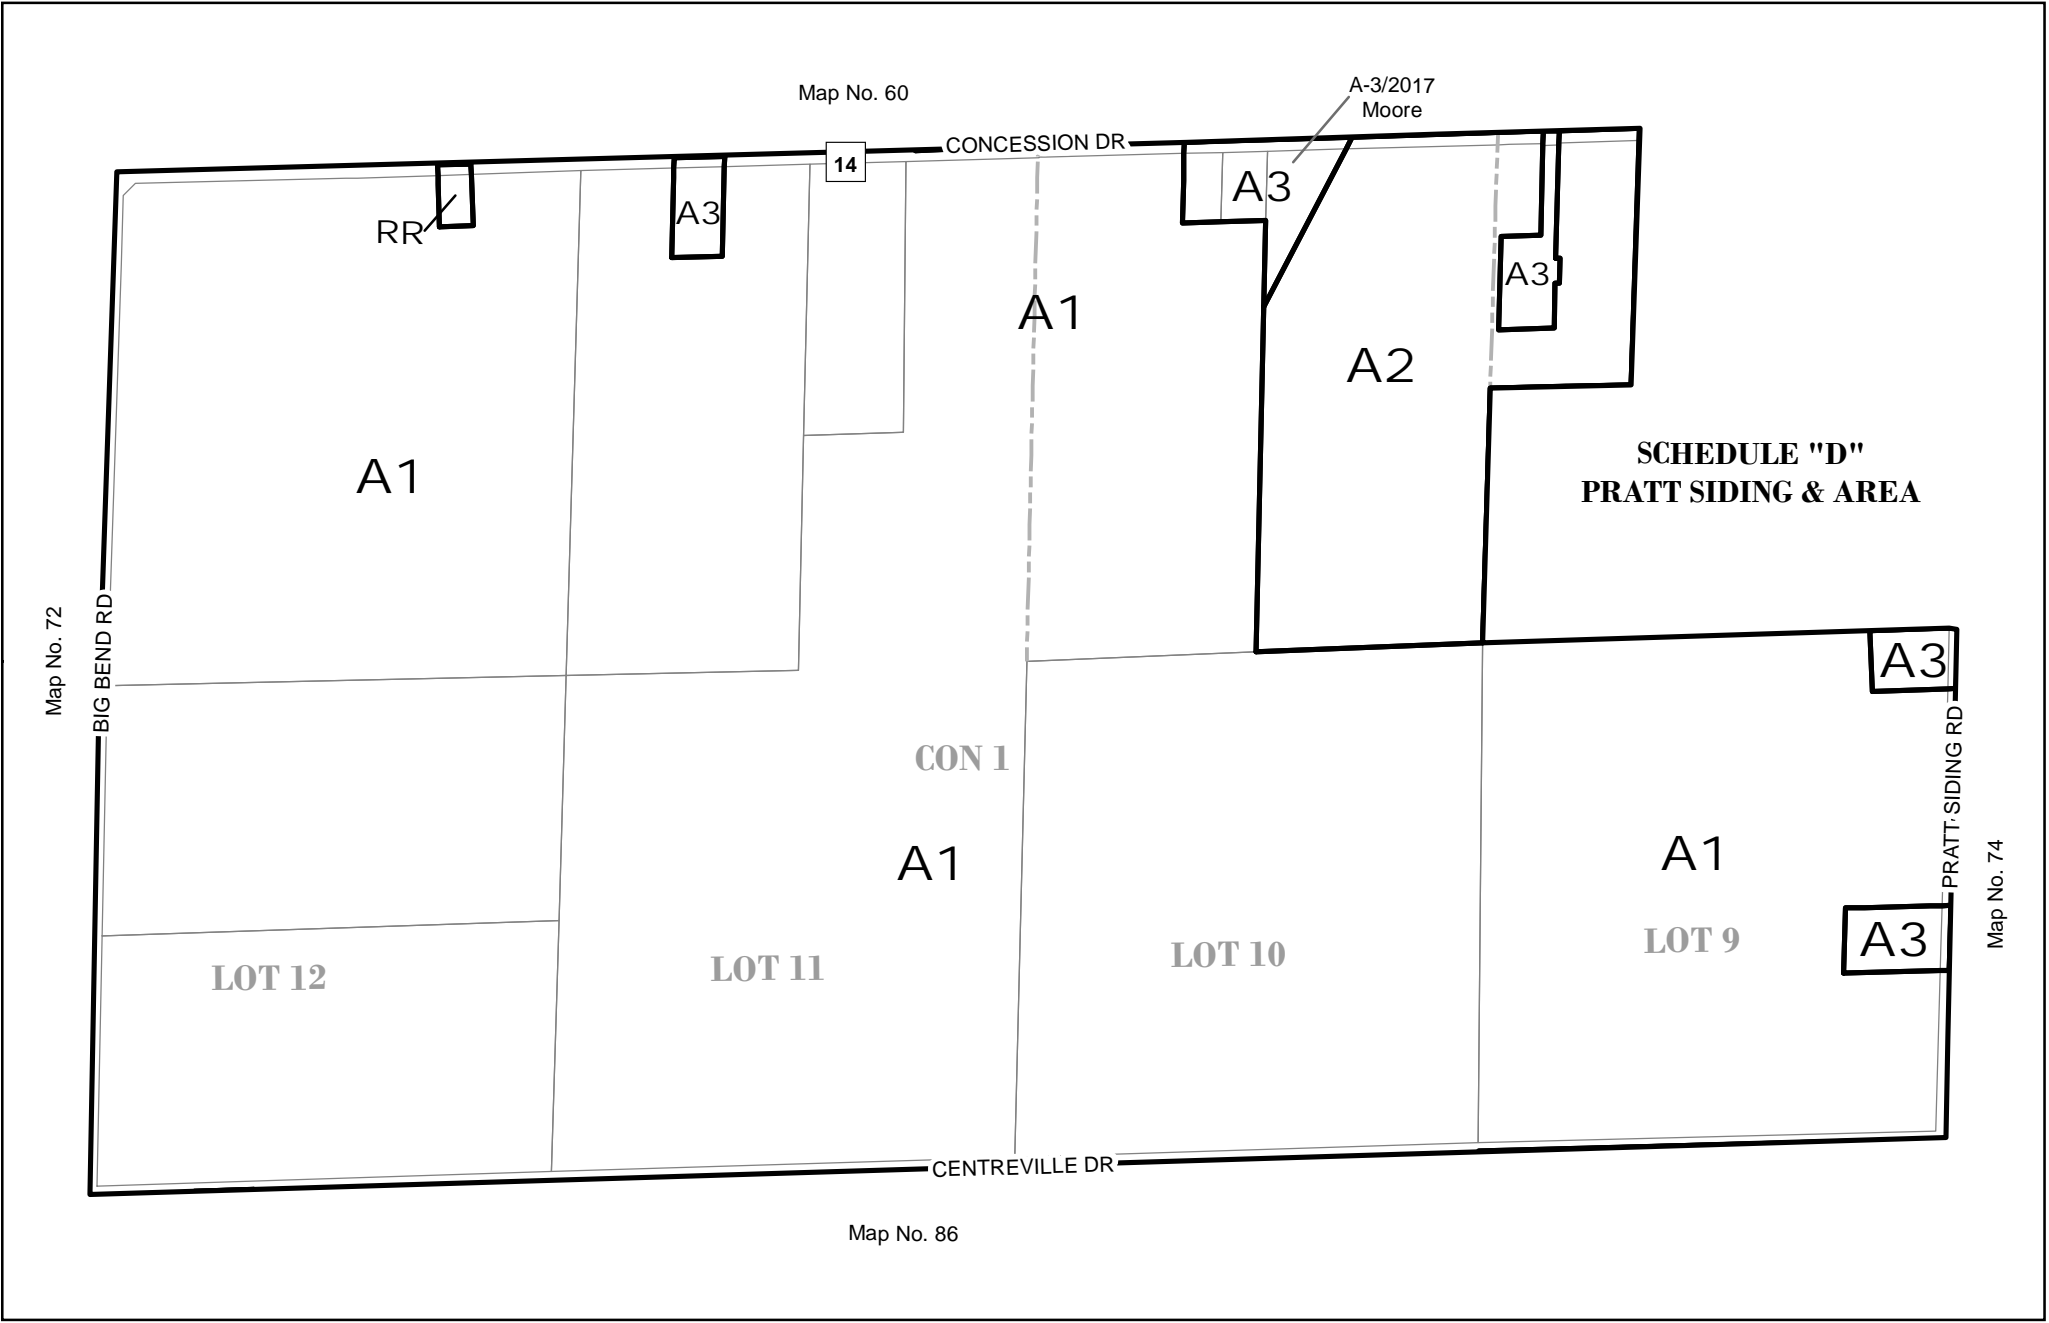 Map No. 60
A-3/2017
Moore
CONCESSION DR
14
RR
A3
A3
A3
A1
A2
A1
SCHEDULE "D"
PRATT SIDING & AREA
Map No. 72
BIG BEND RD
A3
CON 1
A1
A1
PRATT SIDING RD
Map No. 74
LOT 12
LOT 11
LOT 10
LOT 9
A3
CENTREVILLE DR
Map No. 86